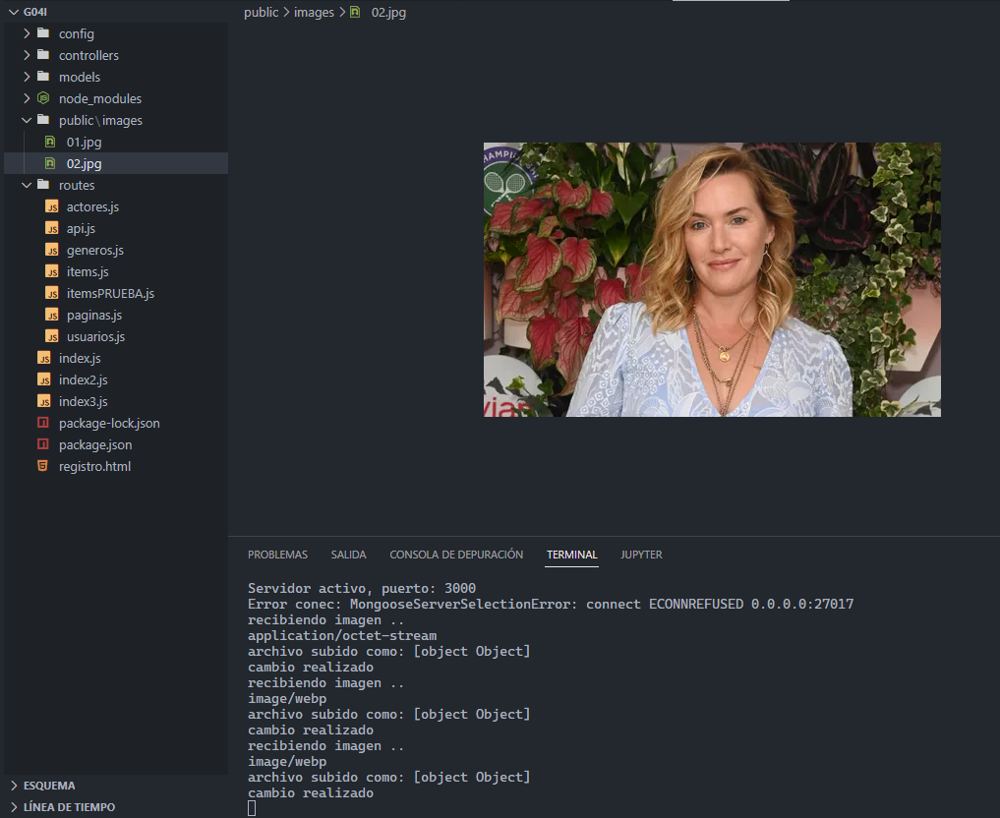 G04I
config
controllers
models
node_modules
public\images
01.jpg
02.jpg
routes
actores.js
api.js
generos.js
items.js
itemsPRUEBA.js
paginas.js
usuarios.js
index.js
index2.js
index3.js
package-lock.json
package.json
registro.html
ESQUEMA
LÍNEA DE TIEMPO
public > images > 02.jpg
CHAMPI
vias
PROBLEMAS SALIDA CONSOLA DE DEPURACIÓN TERMINAL JUPYTER
Servidor activo, puerto: 3000
Error conec: MongooseServerSelectionError: connect ECONNREFUSED 0.0.0.0:27017
recibiendo imagen ..
application/octet-stream
archivo subido como: [object Object]
cambio realizado
recibiendo imagen ..
image/webp
archivo subido como: [object Object]
cambio realizado
recibiendo imagen ..
image/webp
archivo subido como: [object Object]
cambio realizado